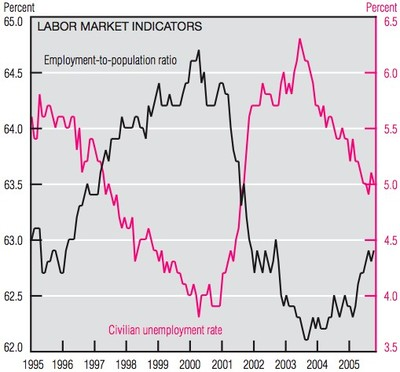 Percent Percent
65.0 6.5
LABOR MARKET INDICATORS
Employment-to-population ratio
64.5 6.0
64.0 5.5
63.5 5.0
63.0 4.5
62.5 4.0
Civilian unemployment rate
62.0 3.5
1995 1996 1997 1998 1999 2000 2001 2002 2003 2004 2005